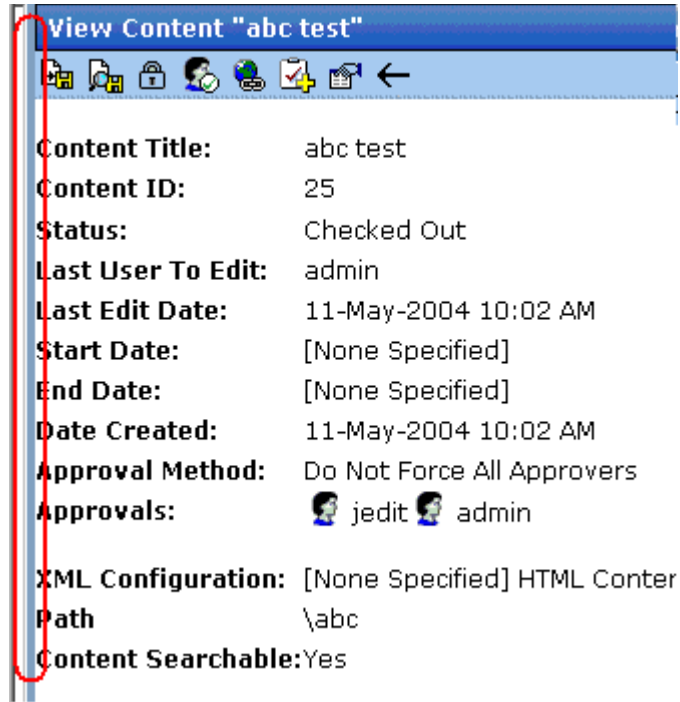 View Content "abc test"
Content Title: abc test
Content ID: 25
Status: Checked Out
Last User To Edit: admin
Last Edit Date: 11-May-2004 10:02 AM
Start Date: [None Specified]
End Date: [None Specified]
Date Created: 11-May-2004 10:02 AM
Approval Method: Do Not Force All Approvers
Approvals: jedit admin
XML Configuration: [None Specified] HTML Conter
Path \abc
Content Searchable:Yes